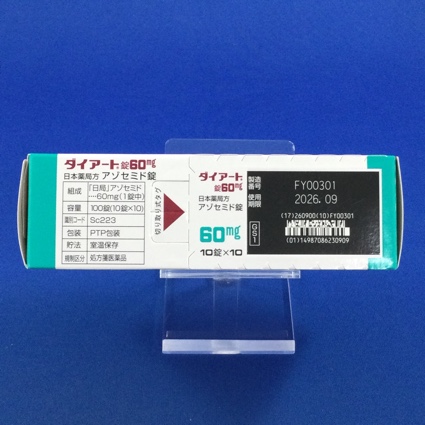 ダイアート錠60mg
日本薬局方 アゾセミド錠
組成 「日局」アゾセミド
‥‥60mg(1錠中)
容量 100錠(10錠×10)
識別コード Sc223
包装 PTP包装
貯法 室温保存
規制区分 処方箋医薬品
切り取り式タグ
ダイアート®
錠60mg
日本薬局方
アゾセミド錠
60mg
10錠×10
製造番号 FY00301
使用期限 2026.09
GS1
(17)260900(10)FY00301
(01)14987086230909